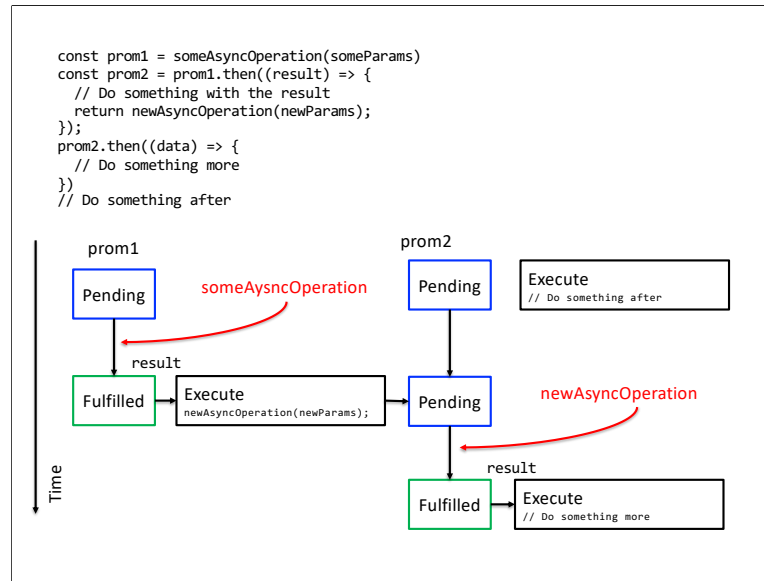 const prom1 = someAsyncOperation(someParams)
const prom2 = prom1.then((result) => {
  // Do something with the result
  return newAsyncOperation(newParams);
});
prom2.then((data) => {
  // Do something more
})
// Do something after
prom1
prom2
Pending
someAysncOperation
Pending
Execute
// Do something after
result
Fulfilled
Execute
newAsyncOperation(newParams);
Pending
newAsyncOperation
result
Time
Fulfilled
Execute
// Do something more